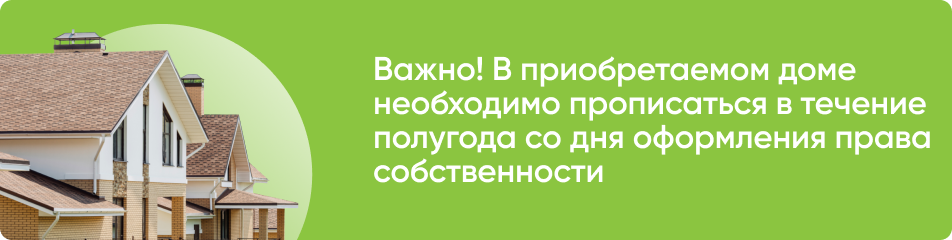 Важно! В приобретаемом доме
необходимо прописаться в течение
полугода со дня оформления права
собственности